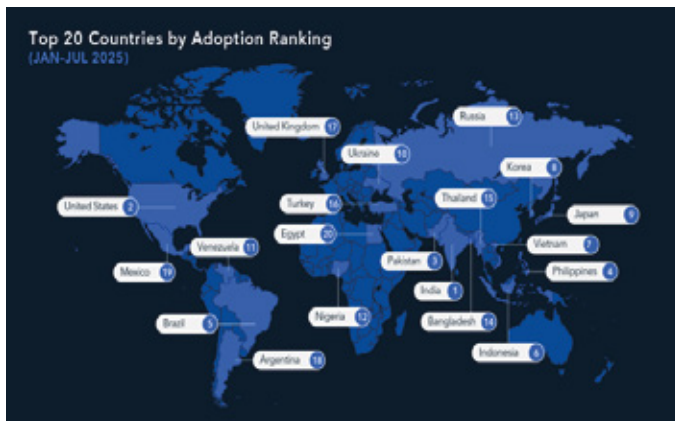 Top 20 Countries by Adoption Ranking
(JAN-JUL 2025)
Russia 13
United Kingdom 17
Ukraine 10
Korea 8
United States 2
Turkey 16
Thailand 15
Japan 9
Venezuela 11
Egypt 20
Pakistan 3
Vietnam 7
Mexico 19
Philippines 4
India 1
Brazil 5
Nigeria 12
Bangladesh 14
Argentina 18
Indonesia 6